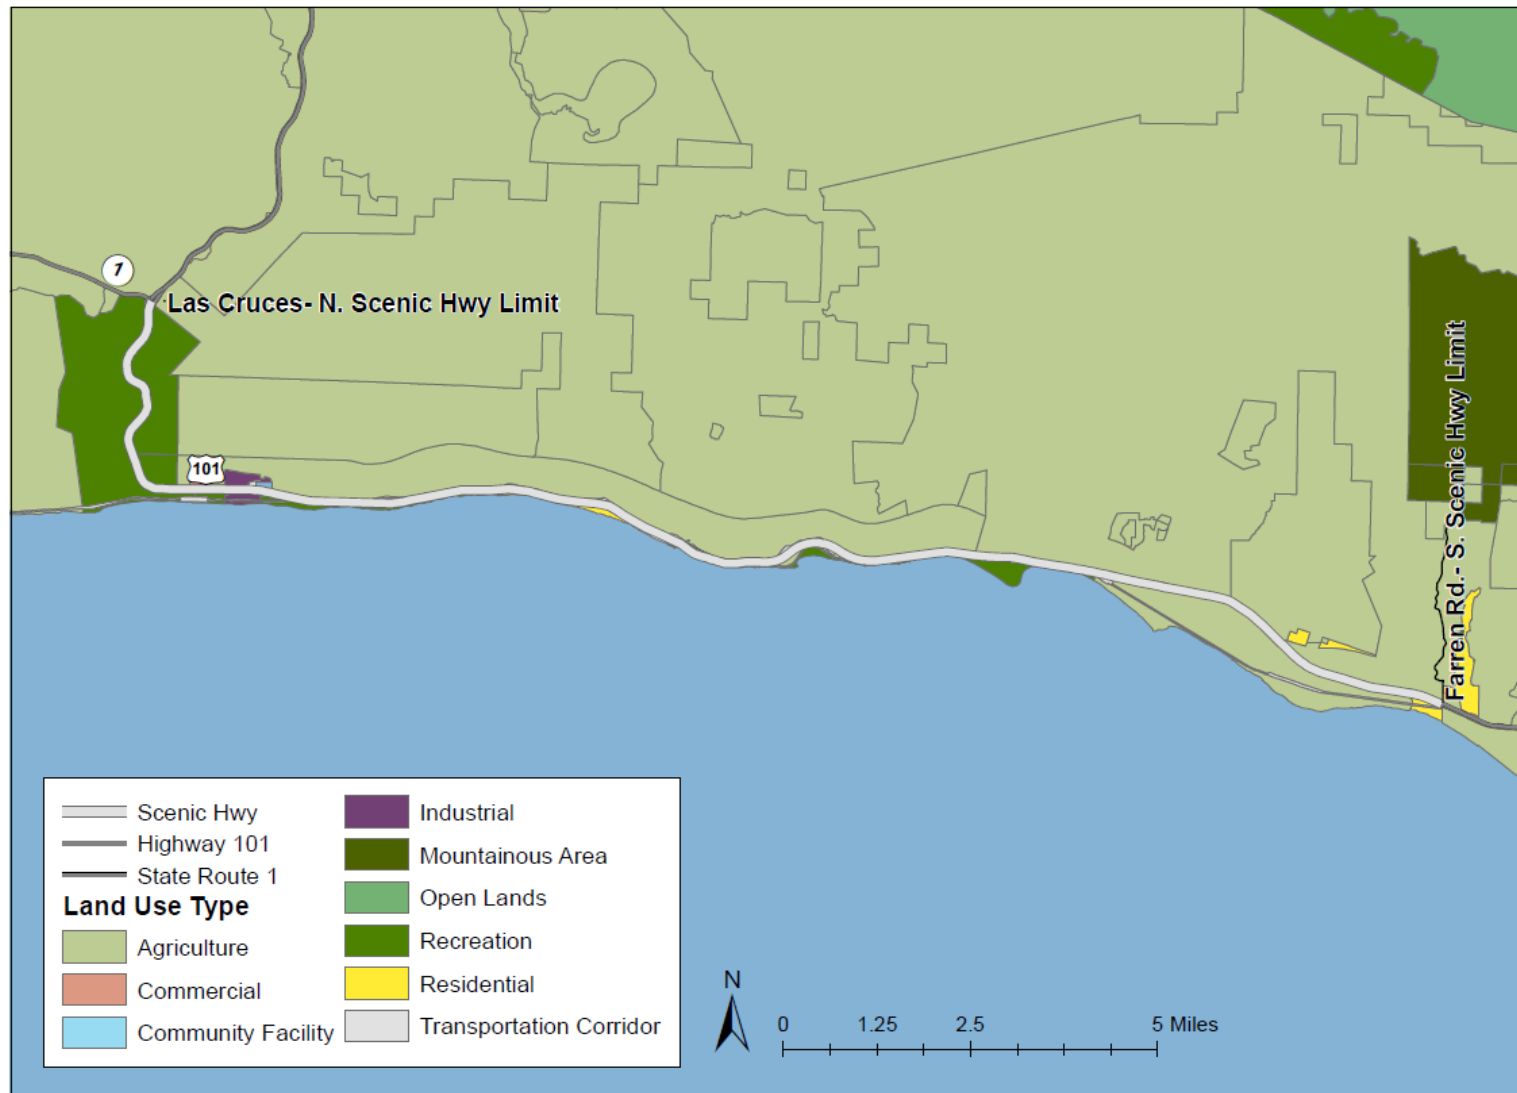 1
Las Cruces- N. Scenic Hwy Limit
101
Farren Rd.- S. Scenic Hwy Limit
Scenic Hwy
Highway 101
State Route 1
Land Use Type
Agriculture
Commercial
Community Facility
Industrial
Mountainous Area
Open Lands
Recreation
Residential
Transportation Corridor
N
0 1.25 2.5 5 Miles